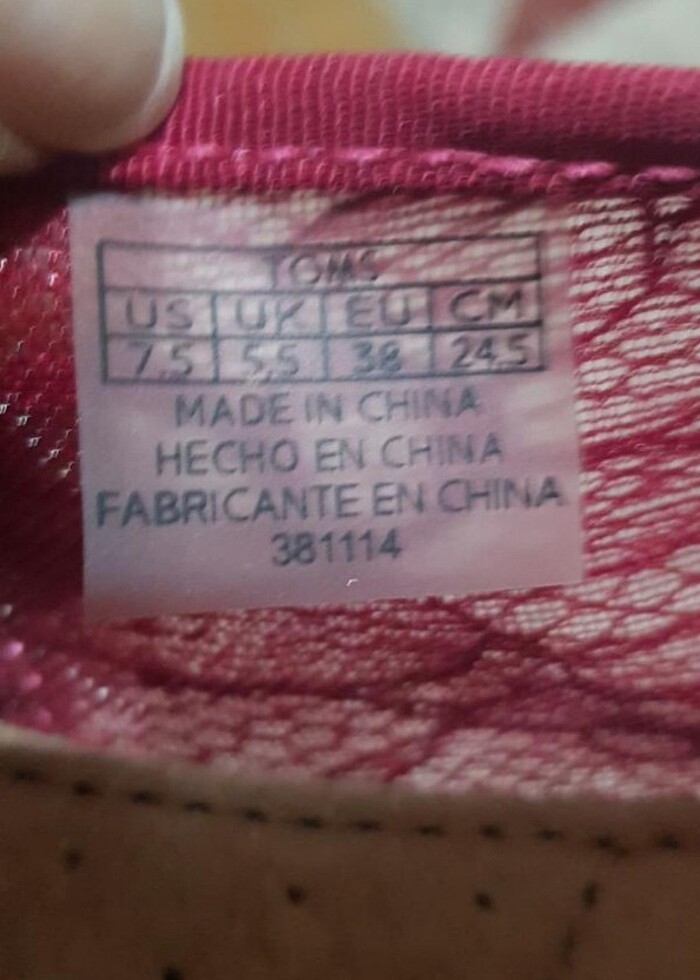 TOMS
US UK EU CM
7.5 5.5 38 24.5
MADE IN CHINA
HECHO EN CHINA
FABRICANTE EN CHINA
381114